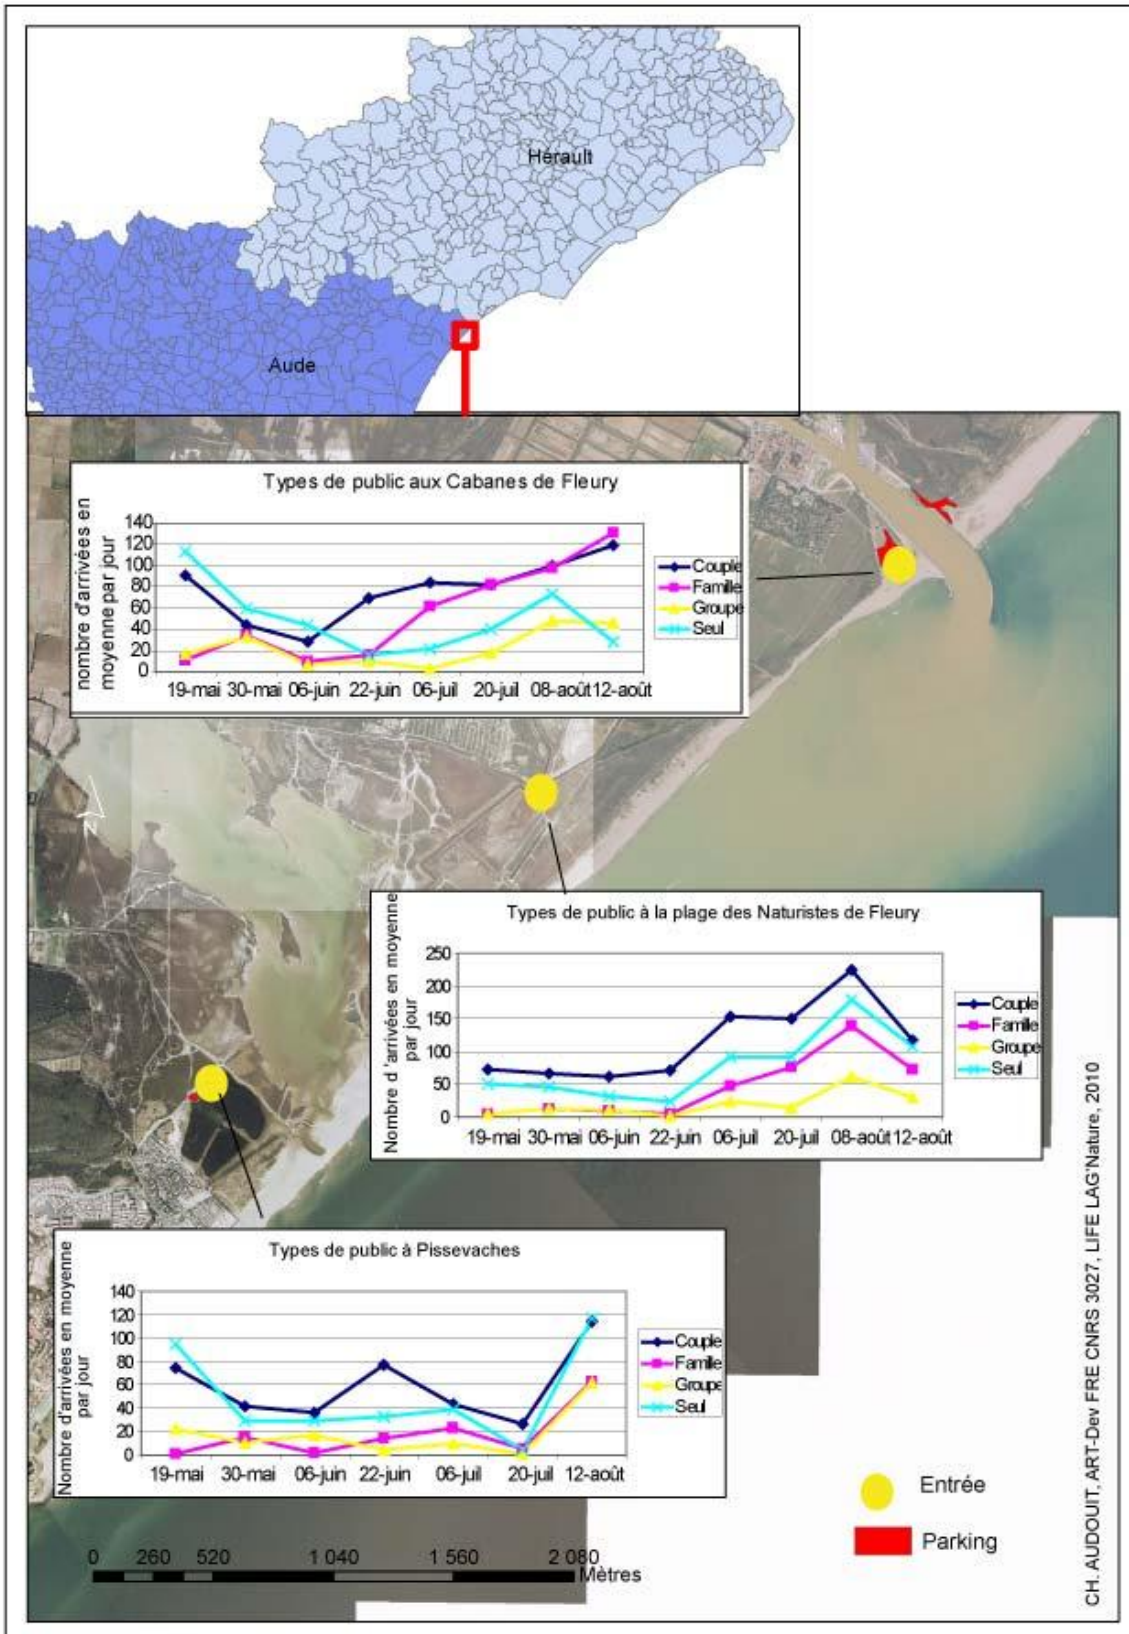 Hérault
Aude
Types de public aux Cabanes de Fleury
nombre d'arrivées en
moyenne par jour
140
120
100
80
60
40
20
0
19-mai 30-mai 06-juin 22-juin 06-juil 20-juil 08-août 12-août
Couple
Famille
Groupe
Seul
Types de public à la plage des Naturistes de Fleury
Nombre d 'arrivées en moyenne
par jour
250
200
150
100
50
0
19-mai 30-mai 06-juin 22-juin 06-juil 20-juil 08-août 12-août
Couple
Famille
Groupe
Seul
Types de public à Pissevaches
Nombre d'arrivées en moyenne
par jour
140
120
100
80
60
40
20
0
19-mai 30-mai 06-juin 22-juin 06-juil 20-juil 12-août
Couple
Famille
Groupe
Seul
Entrée
Parking
0 260 520 1 040 1 560 2 080
Mètres
CH. AUDOUIT, ART-Dev FRE CNRS 3027, LIFE LAG'Nature, 2010